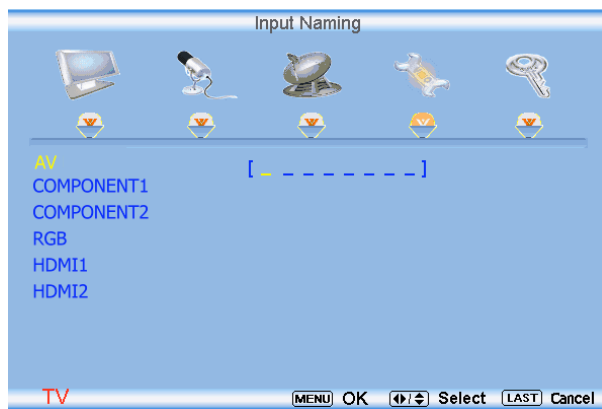 Input Naming
AV [ _ _ _ _ _ _ _ _ ]
COMPONENT1
COMPONENT2
RGB
HDMI1
HDMI2
TV MENU OK Select LAST Cancel